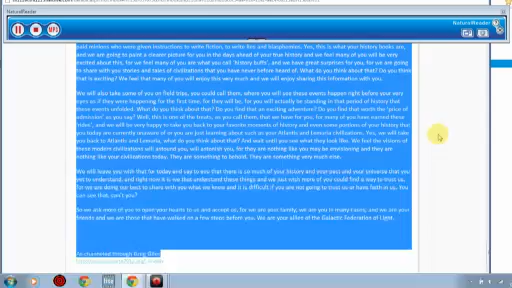 NaturalReader
NaturalReader
paid minions who were given instructions to write fiction, to write lies and blasphemies. Yes, this is what your history books are,
and we are going to paint a clearer picture for you in the days ahead of your true history and we feel many of you will be very
excited about this, for we feel many of you are what you call 'history buffs', and we have great surprises for you, for we are going
to share with you stories and tales of civilizations that you have never before heard of. What do you think about that? Do you think
that is exciting? We feel that many of you will enjoy this very much and we will enjoy sharing this information with you.
We will also take some of you on field trips, you could call them, where you will see these events happen right before your very
eyes as if they were happening for the first time, for they will be, for you will actually be standing in that period of history that
these events unfolded. What do you think about that? Do you find that an exciting adventure? Do you find that worth the 'price of
admission' as you say? Well, this is one of the treats, as you call them, that we have for you, for many of you have earned these
'rides', and we will be very happy to take you back to your favorite moments of history and even some portions of your history that
you today are currently unaware of or you are just learning about such as your Atlantis and Lemuria civilizations. Yes, we will take
you back to Atlantis and Lemuria, what do you think about that? And wait until you see what they look like. We feel the visions of
these modern civilizations will astound you, will astonish you, for they are nothing like you may be envisioning and they are
nothing like your civilizations today. They are something to behold. They are something very much else.
We will leave you with that for today and say to you that there is so much of your history and your past and your universe that you
are to understand, and right now it is we that understand these things and we just wish more of you could find a way to trust us,
for we are doing our best to share with you what we know and it is difficult if you are not going to trust us or have faith in us. You
can see that, can't you?
So we ask more of you to open your hearts to us and accept us, for we are your family, we are you in many cases, and we are your
friends and we are those that have walked on a few steps before you. We are your allies of the Galactic Federation of Light.
As channeled through Greg Giles